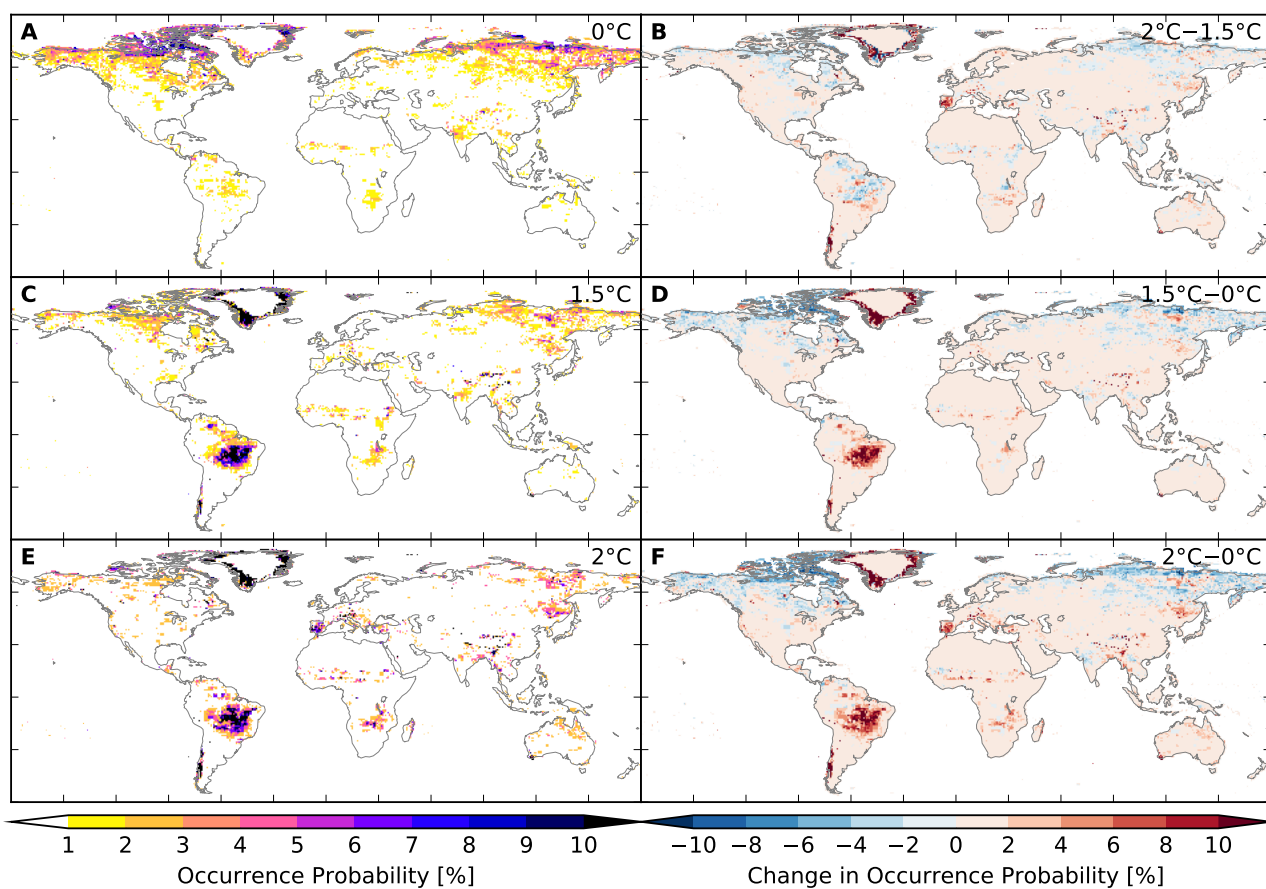 A 0°C
B 2°C−1.5°C
C 1.5°C
D 1.5°C−0°C
E 2°C
F 2°C−0°C
1 2 3 4 5 6 7 8 9 10
Occurrence Probability [%]
−10 −8 −6 −4 −2 0 2 4 6 8 10
Change in Occurrence Probability [%]